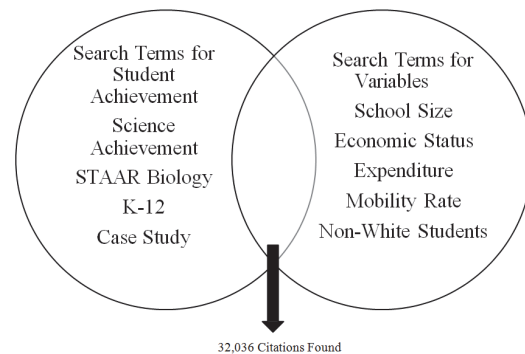 Search Terms for
Student
Achievement
Science
Achievement
STAAR Biology
K-12
Case Study
Search Terms for
Variables
School Size
Economic Status
Expenditure
Mobility Rate
Non-White Students
32,036 Citations Found